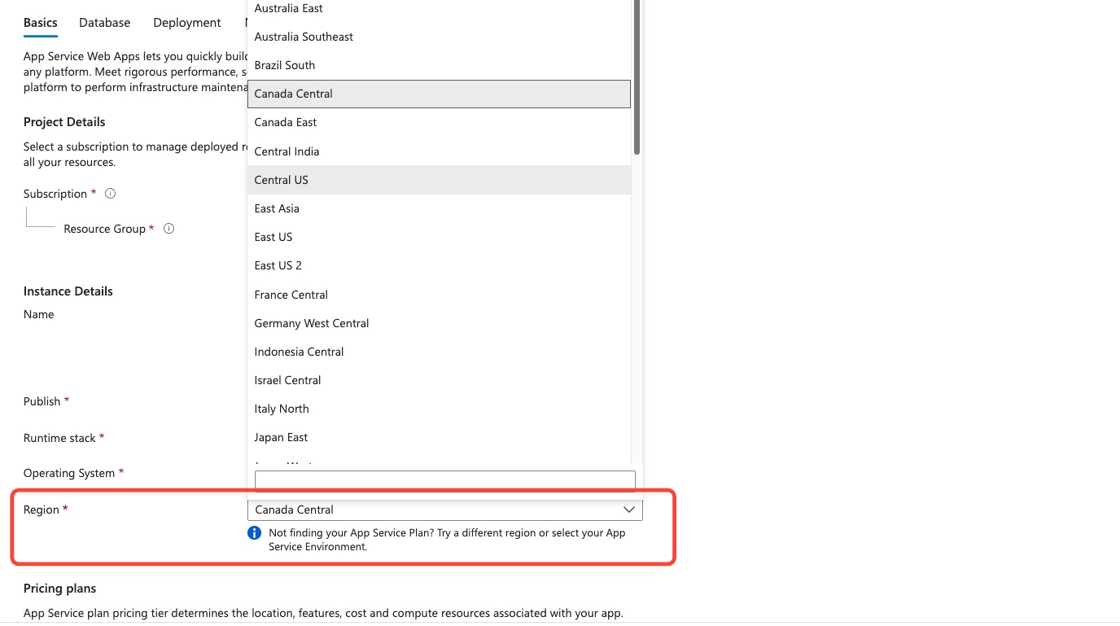 Basics Database Deployment
App Service Web Apps lets you quickly
any platform. Meet rigorous performance,
platform to perform infrastructure
Project Details
Select a subscription to manage deployed
all your resources.
Subscription *
Resource Group *
Instance Details
Name
Publish *
Runtime stack *
Operating System *
Australia East
Australia Southeast
Brazil South
Canada Central
Canada East
Central India
Central US
East Asia
East US
East US 2
France Central
Germany West Central
Indonesia Central
Israel Central
Italy North
Japan East
Region *
Canada Central
Not finding your App Service Plan? Try a different region or select your App
Service Environment.
Pricing plans
App Service plan pricing tier determines the location, features, cost and compute resources associated with your app.